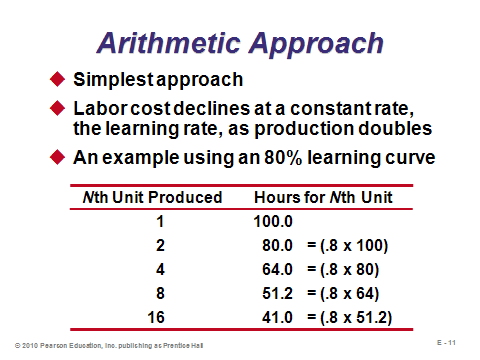 Arithmetic Approach
Simplest approach
Labor cost declines at a constant rate,
the learning rate, as production doubles
An example using an 80% learning curve
Nth Unit Produced Hours for Nth Unit
1 100.0
2 80.0 = (.8 x 100)
4 64.0 = (.8 x 80)
8 51.2 = (.8 x 64)
16 41.0 = (.8 x 51.2)
© 2010 Pearson Education, Inc. publishing as Prentice Hall
E - 11